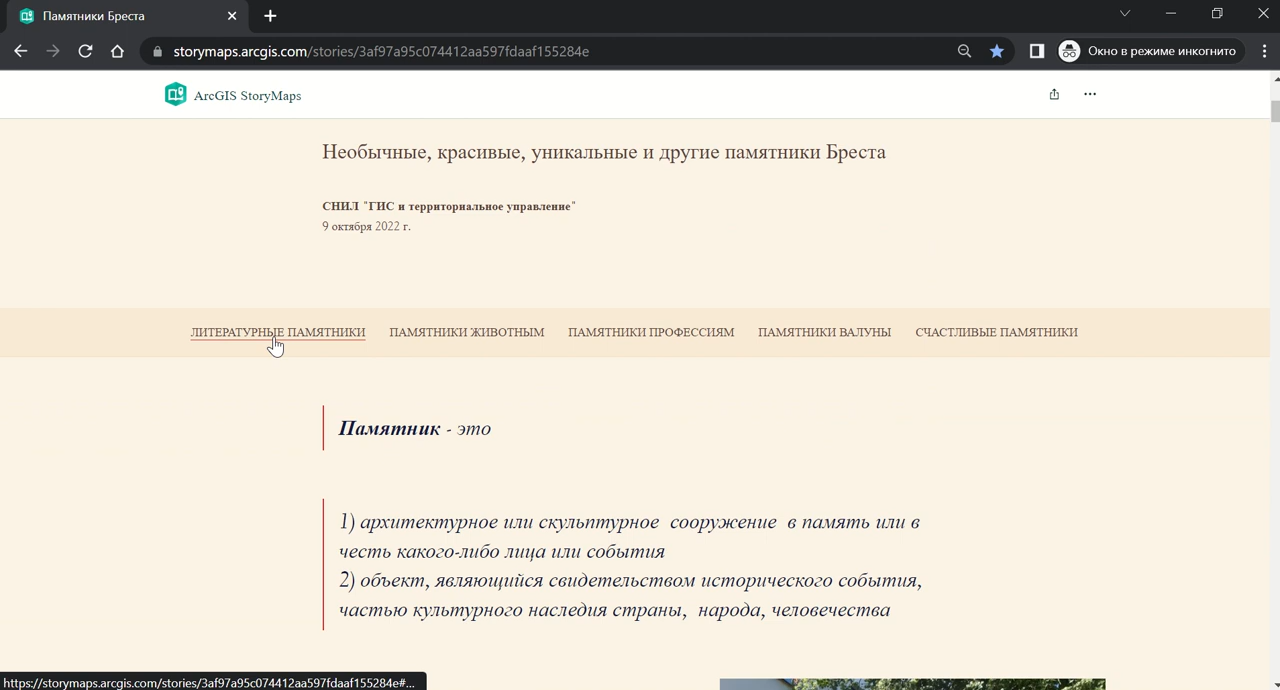 Памятники Бреста
storymaps.arcgis.com/stories/3af97a95c074412aa597fdaaf155284e
Окно в режиме инкогнито
ArcGIS StoryMaps
Необычные, красивые, уникальные и другие памятники Бреста
СНИЛ "ГИС и территориальное управление"
9 октября 2022 г.
ЛИТЕРАТУРНЫЕ ПАМЯТНИКИ ПАМЯТНИКИ ЖИВОТНЫМ ПАМЯТНИКИ ПРОФЕССИЯМ ПАМЯТНИКИ ВАЛУНЫ СЧАСТЛИВЫЕ ПАМЯТНИКИ
Памятник - это
1) архитектурное или скульптурное сооружение в память или в
честь какого-либо лица или события
2) объект, являющийся свидетельством исторического события,
частью культурного наследия страны, народа, человечества
https://storymaps.arcgis.com/stories/3af97a95c074412aa597fdaaf155284e#...